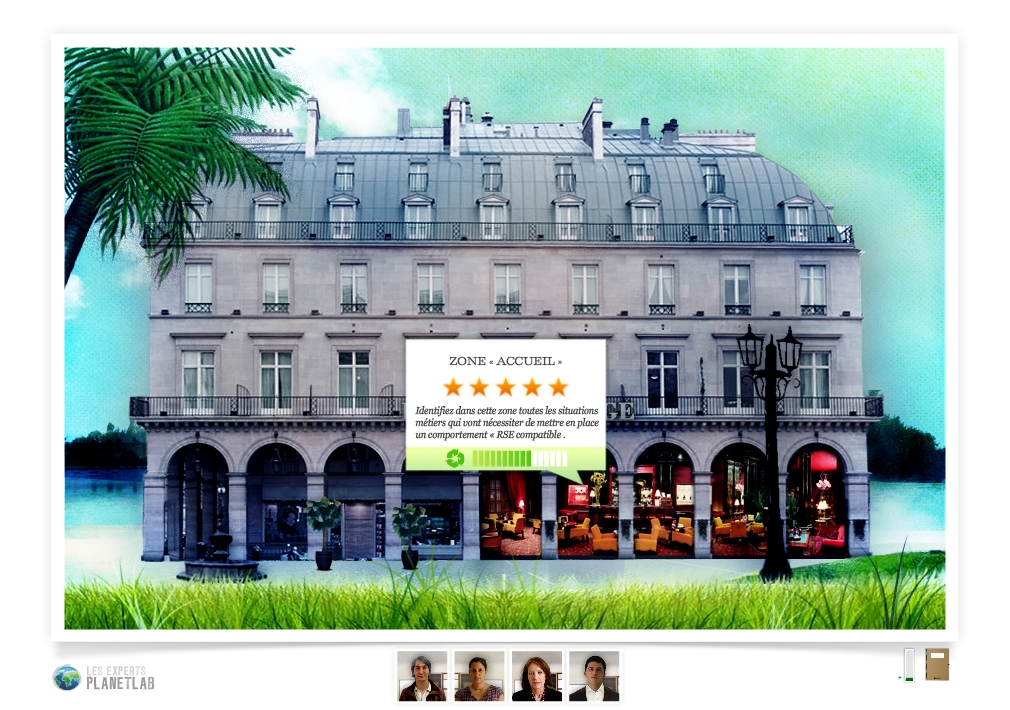 ZONE « ACCUEIL »
Identifiez dans cette zone toutes les situations
métiers qui vont nécessiter de mettre en place
un comportement « RSE compatible .
CE
LES EXPERTS
PLANETLAB